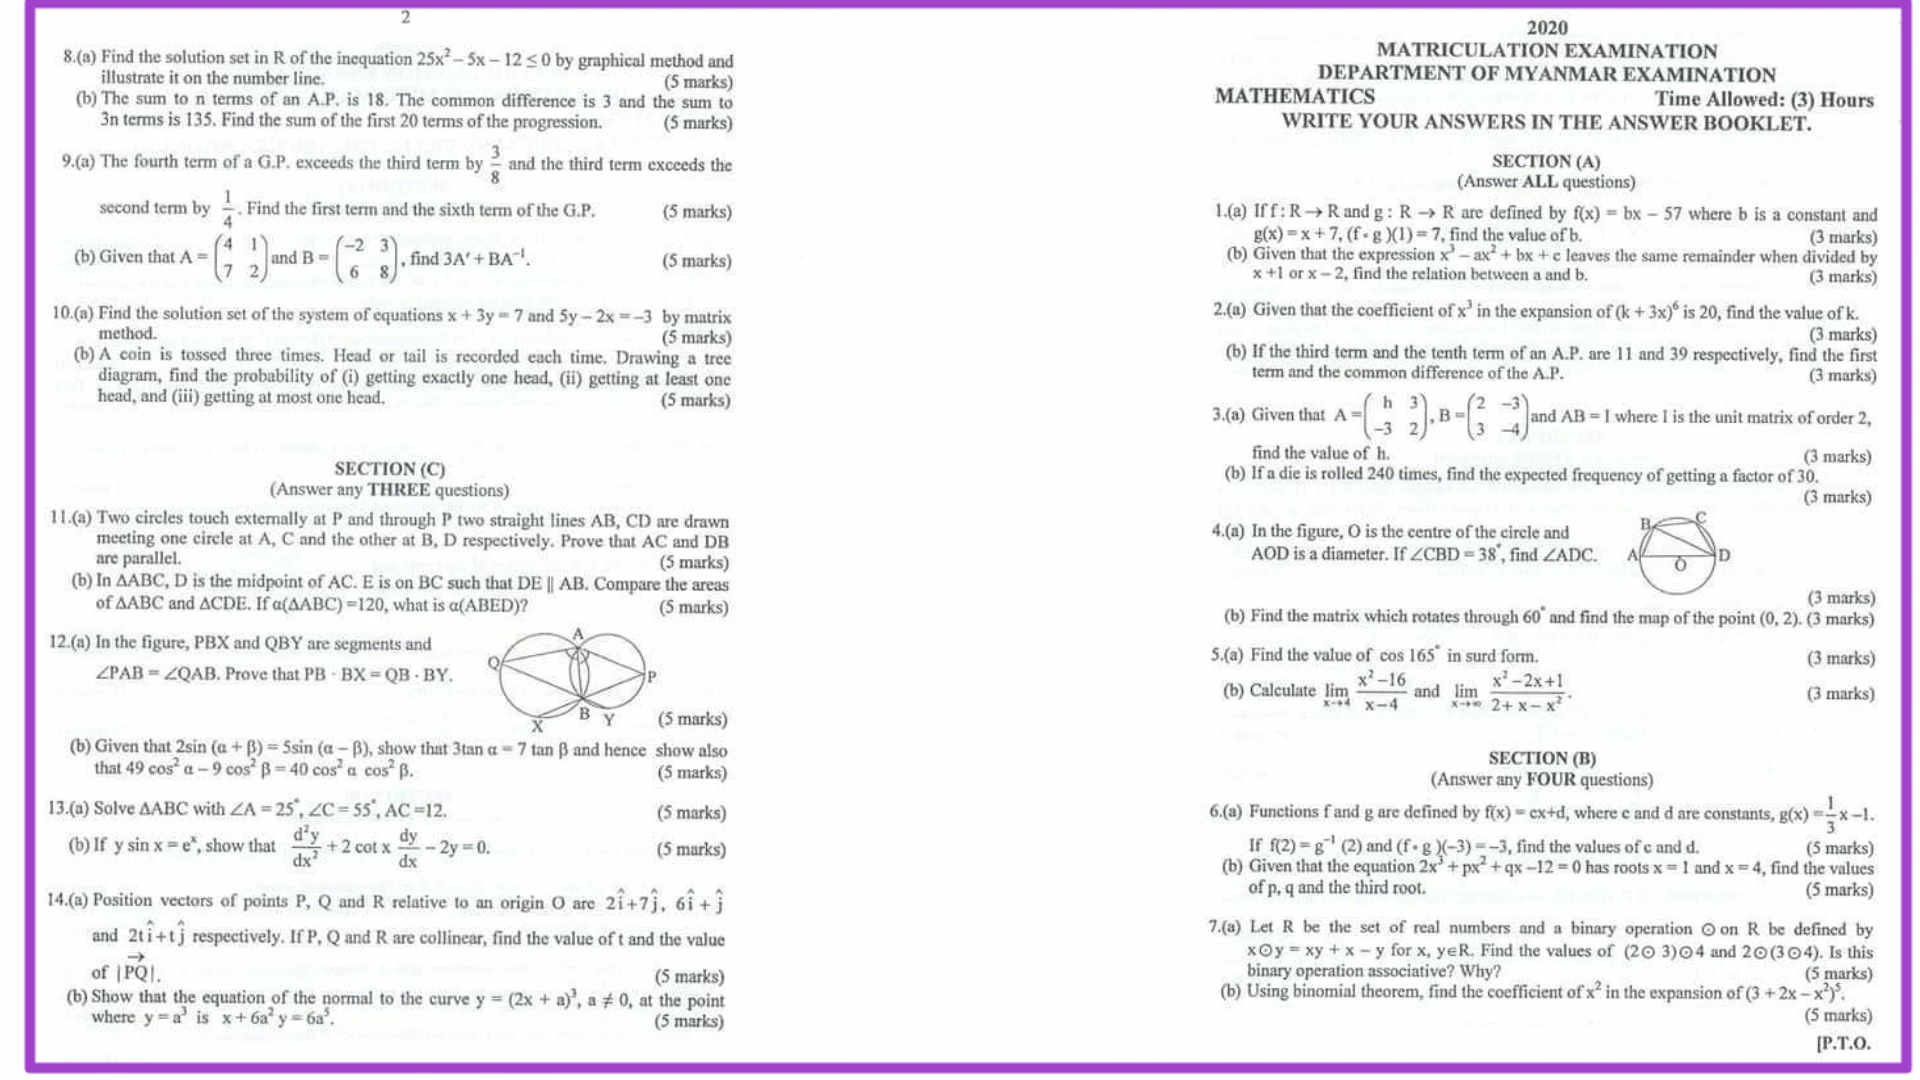 2
8.(a) Find the solution set in R of the inequation 25x² – 5x – 12 ≤ 0 by graphical method and
illustrate it on the number line. (5 marks)
(b) The sum to n terms of an A.P. is 18. The common difference is 3 and the sum to
3n terms is 135. Find the sum of the first 20 terms of the progression. (5 marks)
9.(a) The fourth term of a G.P. exceeds the third term by 3/8 and the third term exceeds the
second term by 1/4. Find the first term and the sixth term of the G.P. (5 marks)
(b) Given that A = (4 1; 7 2) and B = (–2 3; 6 8), find 3A′ + BA⁻¹. (5 marks)
10.(a) Find the solution set of the system of equations x + 3y = 7 and 5y – 2x = –3 by matrix
method. (5 marks)
(b) A coin is tossed three times. Head or tail is recorded each time. Drawing a tree
diagram, find the probability of (i) getting exactly one head, (ii) getting at least one
head, and (iii) getting at most one head. (5 marks)
SECTION (C)
(Answer any THREE questions)
11.(a) Two circles touch externally at P and through P two straight lines AB, CD are drawn
meeting one circle at A, C and the other at B, D respectively. Prove that AC and DB
are parallel. (5 marks)
(b) In ΔABC, D is the midpoint of AC. E is on BC such that DE || AB. Compare the areas
of ΔABC and ΔCDE. If α(ΔABC) =120, what is α(ABED)? (5 marks)
12.(a) In the figure, PBX and QBY are segments and
∠PAB = ∠QAB. Prove that PB · BX = QB · BY.
A
Q
P
B
Y
X
(5 marks)
(b) Given that 2sin (α + β) = 5sin (α – β), show that 3tan α = 7 tan β and hence show also
that 49 cos² α – 9 cos² β = 40 cos² α cos² β. (5 marks)
13.(a) Solve ΔABC with ∠A = 25°, ∠C = 55°, AC =12. (5 marks)
(b) If y sin x = eˣ, show that d²y/dx² + 2 cot x dy/dx – 2y = 0. (5 marks)
14.(a) Position vectors of points P, Q and R relative to an origin O are 2î+7ĵ, 6î + ĵ
and 2tî+tĵ respectively. If P, Q and R are collinear, find the value of t and the value
of |PQ→|. (5 marks)
(b) Show that the equation of the normal to the curve y = (2x + a)³, a ≠ 0, at the point
where y = a³ is x + 6a² y = 6a⁵. (5 marks)
2020
MATRICULATION EXAMINATION
DEPARTMENT OF MYANMAR EXAMINATION
MATHEMATICS Time Allowed: (3) Hours
WRITE YOUR ANSWERS IN THE ANSWER BOOKLET.
SECTION (A)
(Answer ALL questions)
1.(a) If f : R → R and g : R → R are defined by f(x) = bx – 57 where b is a constant and
g(x) = x + 7, (f ∘ g )(1) = 7, find the value of b. (3 marks)
(b) Given that the expression x³ – ax² + bx + c leaves the same remainder when divided by
x +1 or x – 2, find the relation between a and b. (3 marks)
2.(a) Given that the coefficient of x³ in the expansion of (k + 3x)⁶ is 20, find the value of k.
(3 marks)
(b) If the third term and the tenth term of an A.P. are 11 and 39 respectively, find the first
term and the common difference of the A.P. (3 marks)
3.(a) Given that A = (h 3; –3 2), B = (2 –3; 3 –4) and AB = I where I is the unit matrix of order 2,
find the value of h. (3 marks)
(b) If a die is rolled 240 times, find the expected frequency of getting a factor of 30.
(3 marks)
4.(a) In the figure, O is the centre of the circle and
AOD is a diameter. If ∠CBD = 38°, find ∠ADC.
B
C
A
D
O
(3 marks)
(b) Find the matrix which rotates through 60° and find the map of the point (0, 2). (3 marks)
5.(a) Find the value of cos 165° in surd form. (3 marks)
(b) Calculate lim x→4 (x² –16)/(x – 4) and lim x→∞ (x² – 2x +1)/(2 + x – x²). (3 marks)
SECTION (B)
(Answer any FOUR questions)
6.(a) Functions f and g are defined by f(x) = cx+d, where c and d are constants, g(x) = 1/3 x –1.
If f(2) = g⁻¹ (2) and (f ∘ g )(–3) = –3, find the values of c and d. (5 marks)
(b) Given that the equation 2x³ + px² + qx –12 = 0 has roots x = 1 and x = 4, find the values
of p, q and the third root. (5 marks)
7.(a) Let R be the set of real numbers and a binary operation ⊙ on R be defined by
x⊙y = xy + x – y for x, y∈R. Find the values of (2⊙ 3)⊙4 and 2⊙(3⊙4). Is this
binary operation associative? Why? (5 marks)
(b) Using binomial theorem, find the coefficient of x² in the expansion of (3 + 2x – x²)⁵.
(5 marks)
[P.T.O.